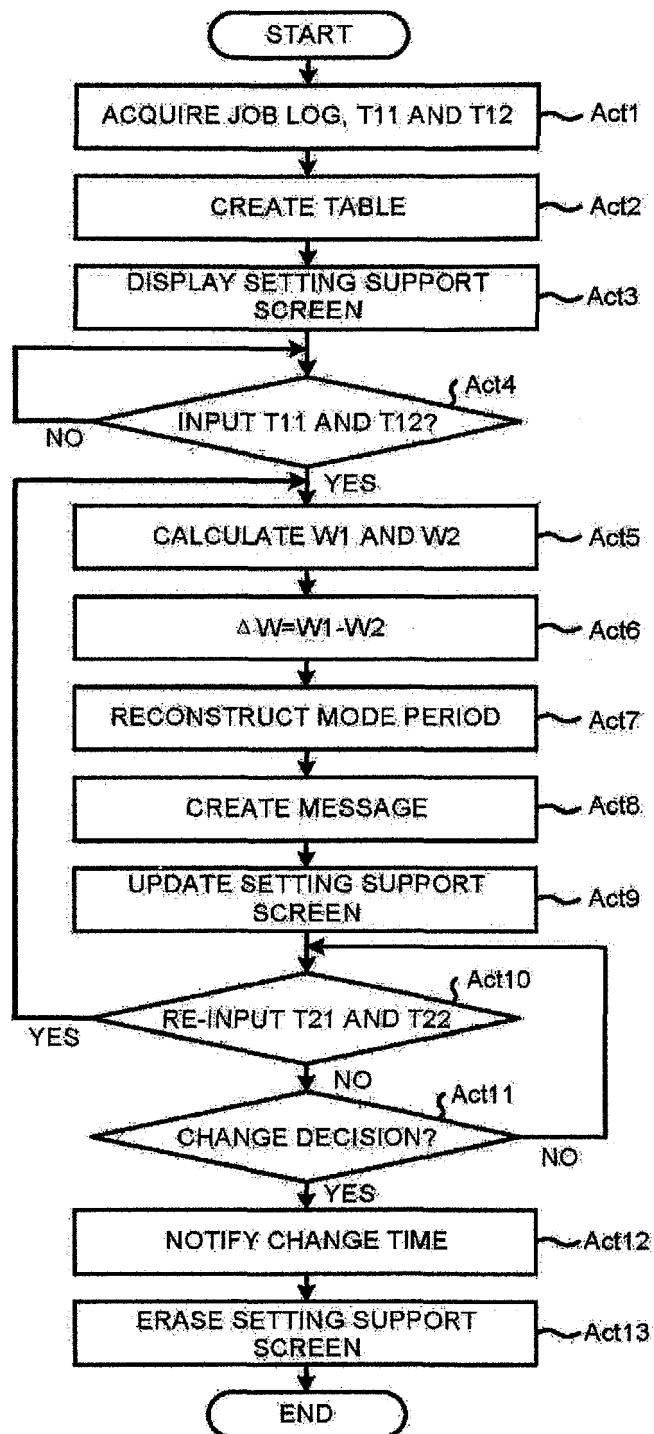 START
ACQUIRE JOB LOG, T11 AND T12
Act1
CREATE TABLE
Act2
DISPLAY SETTING SUPPORT
SCREEN
Act3
Act4
INPUT T11 AND T12?
NO
YES
CALCULATE W1 AND W2
Act5
ΔW=W1-W2
Act6
RECONSTRUCT MODE PERIOD
Act7
CREATE MESSAGE
Act8
UPDATE SETTING SUPPORT
SCREEN
Act9
Act10
RE-INPUT T21 AND T22
YES
NO
Act11
CHANGE DECISION?
NO
YES
NOTIFY CHANGE TIME
Act12
ERASE SETTING SUPPORT
SCREEN
Act13
END